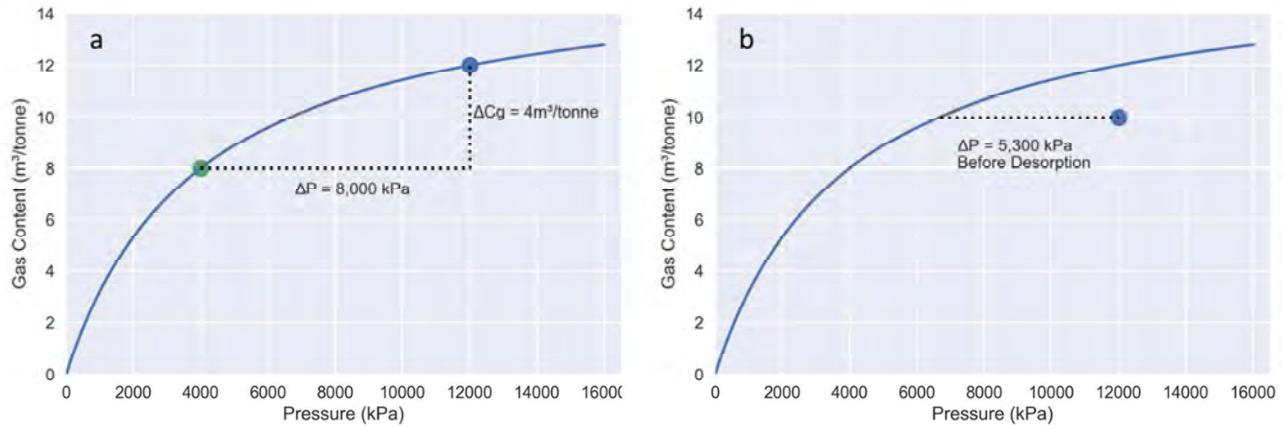 a
14
12
10
8
6
4
2
0
Gas Content (m³/tonne)
ΔCg = 4m³/tonne
ΔP = 8,000 kPa
0 2000 4000 6000 8000 10000 12000 14000 16000
Pressure (kPa)
b
14
12
10
8
6
4
2
0
Gas Content (m³/tonne)
ΔP = 5,300 kPa
Before Desorption
0 2000 4000 6000 8000 10000 12000 14000 16000
Pressure (kPa)